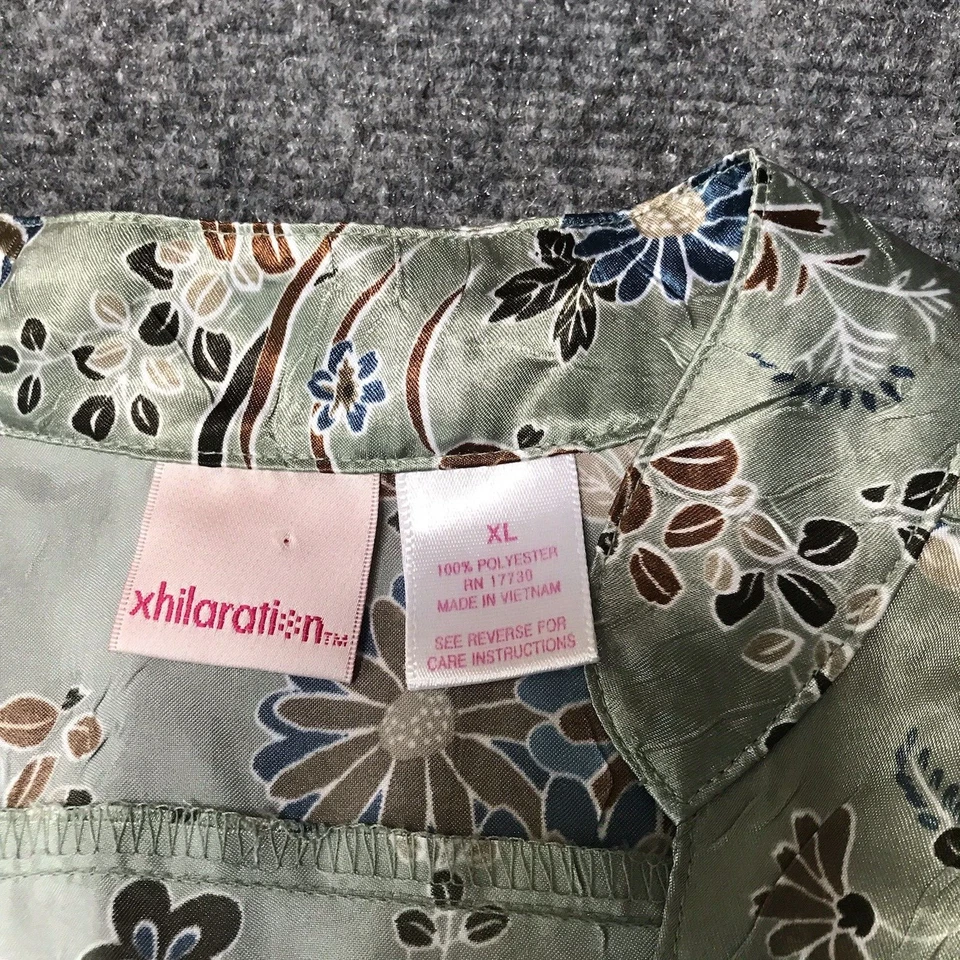 xhilaration™
XL
100% POLYESTER
RN 17730
MADE IN VIETNAM
SEE REVERSE FOR
CARE INSTRUCTIONS